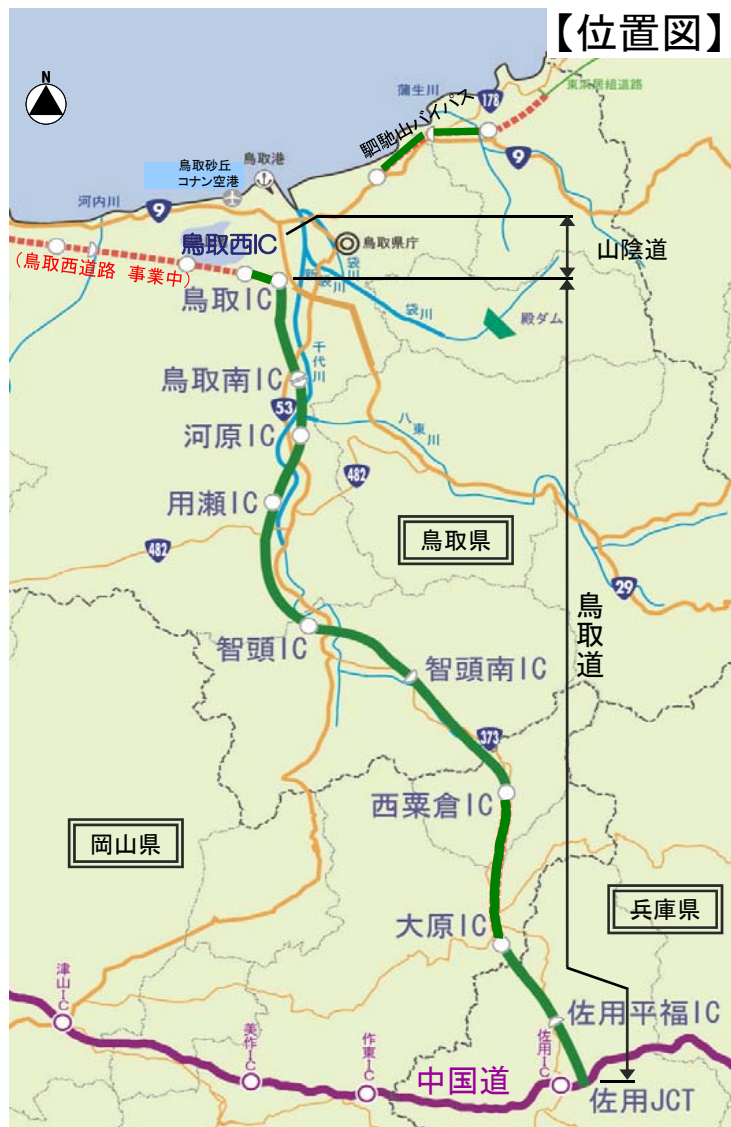 【位置図】
N
東浜居組道路
蒲生川
178
駟馳山バイパス
9
鳥取砂丘
コナン空港
鳥取港
河内川
9
鳥取西IC
鳥取県庁
山陰道
(鳥取西道路 事業中)
新袋川
袋川
鳥取IC
袋川
殿ダム
千代川
鳥取南IC
53
河原IC
八東川
482
用瀬IC
鳥取県
482
29
鳥取道
智頭IC
智頭南IC
373
西粟倉IC
岡山県
兵庫県
大原IC
津山IC
美作IC
作東IC
佐用IC
佐用平福IC
中国道
佐用JCT